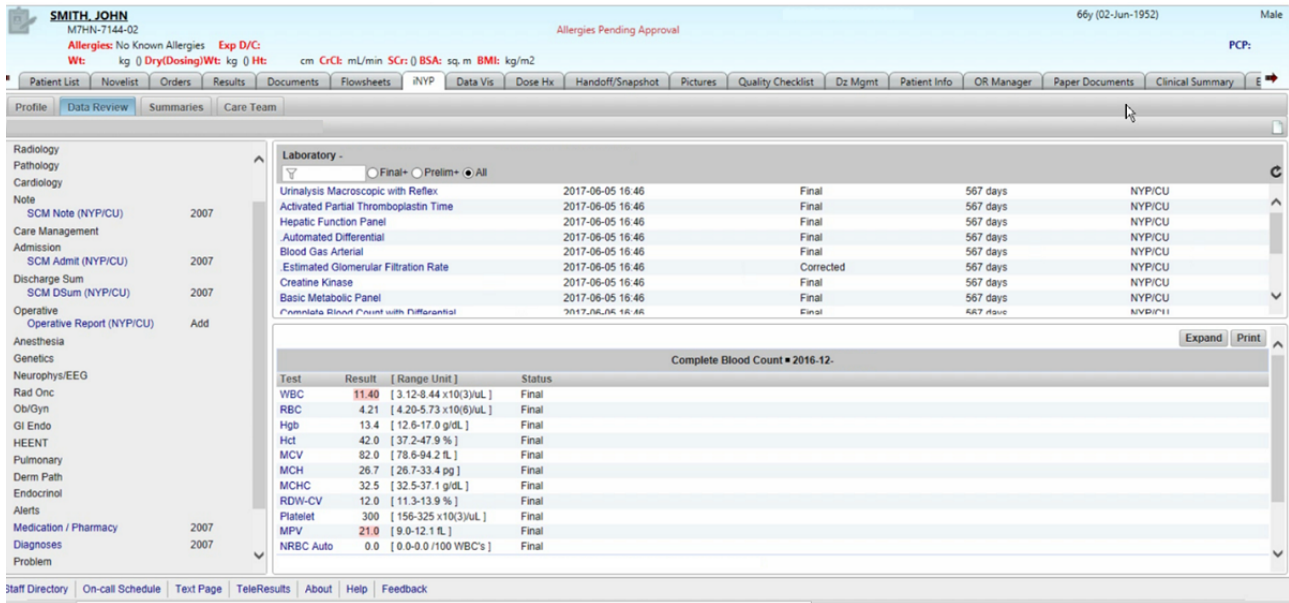 SMITH, JOHN 66y (02-Jun-1952) Male
M7HN-7144-02 Allergies Pending Approval
Allergies: No Known Allergies Exp D/C: PCP:
Wt: kg () Dry(Dosing)Wt: kg () Ht: cm CrCl: mL/min SCr: () BSA: sq. m BMI: kg/m2
Patient List Novelist Orders Results Documents Flowsheets iNYP Data Vis Dose Hx Handoff/Snapshot Pictures Quality Checklist Dz Mgmt Patient Info OR Manager Paper Documents Clinical Summary E
Profile Data Review Summaries Care Team
Radiology
Pathology
Cardiology
Note
SCM Note (NYP/CU) 2007
Care Management
Admission
SCM Admit (NYP/CU) 2007
Discharge Sum
SCM DSum (NYP/CU) 2007
Operative
Operative Report (NYP/CU) Add
Anesthesia
Genetics
Neurophys/EEG
Rad Onc
Ob/Gyn
GI Endo
HEENT
Pulmonary
Derm Path
Endocrinol
Alerts
Medication / Pharmacy 2007
Diagnoses 2007
Problem
Laboratory -
Final+ Prelim+ All
Urinalysis Macroscopic with Reflex 2017-06-05 16:46 Final 567 days NYP/CU
Activated Partial Thromboplastin Time 2017-06-05 16:46 Final 567 days NYP/CU
Hepatic Function Panel 2017-06-05 16:46 Final 567 days NYP/CU
.Automated Differential 2017-06-05 16:46 Final 567 days NYP/CU
Blood Gas Arterial 2017-06-05 16:46 Final 567 days NYP/CU
.Estimated Glomerular Filtration Rate 2017-06-05 16:46 Corrected 567 days NYP/CU
Creatine Kinase 2017-06-05 16:46 Final 567 days NYP/CU
Basic Metabolic Panel 2017-06-05 16:46 Final 567 days NYP/CU
Complete Blood Count with Differential 2017-06-05 16:46 Final 567 days NYP/CU
Expand Print
Complete Blood Count ■ 2016-12-
Test Result [ Range Unit ] Status
WBC 11.40 [ 3.12-8.44 x10(3)/uL ] Final
RBC 4.21 [ 4.20-5.73 x10(6)/uL ] Final
Hgb 13.4 [ 12.6-17.0 g/dL ] Final
Hct 42.0 [ 37.2-47.9 % ] Final
MCV 82.0 [ 78.6-94.2 fL ] Final
MCH 26.7 [ 26.7-33.4 pg ] Final
MCHC 32.5 [ 32.5-37.1 g/dL ] Final
RDW-CV 12.0 [ 11.3-13.9 % ] Final
Platelet 300 [ 156-325 x10(3)/uL ] Final
MPV 21.0 [ 9.0-12.1 fL ] Final
NRBC Auto 0.0 [ 0.0-0.0 /100 WBC's ] Final
Staff Directory On-call Schedule Text Page TeleResults About Help Feedback